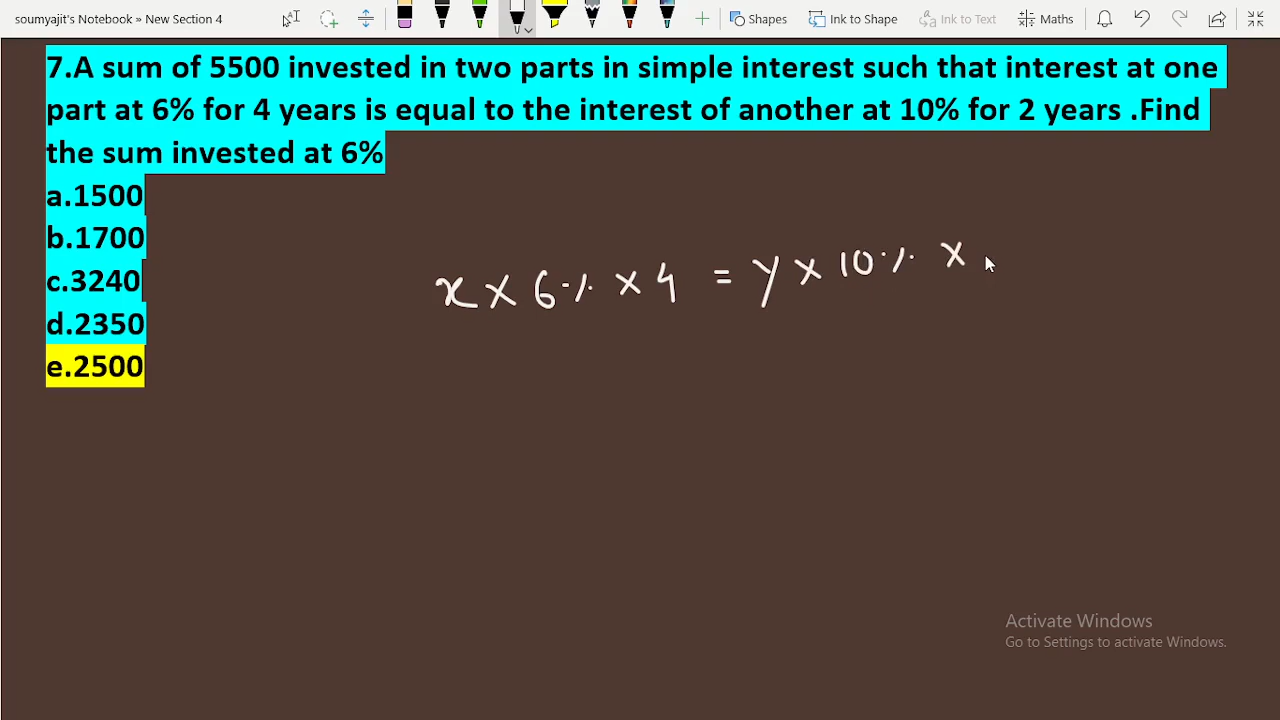 soumyajit's Notebook » New Section 4
Shapes
Ink to Shape
Ink to Text
Maths
7.A sum of 5500 invested in two parts in simple interest such that interest at one
part at 6% for 4 years is equal to the interest of another at 10% for 2 years .Find
the sum invested at 6%
a.1500
b.1700
c.3240
d.2350
e.2500
x × 6% × 4 = y × 10% ×
Activate Windows
Go to Settings to activate Windows.